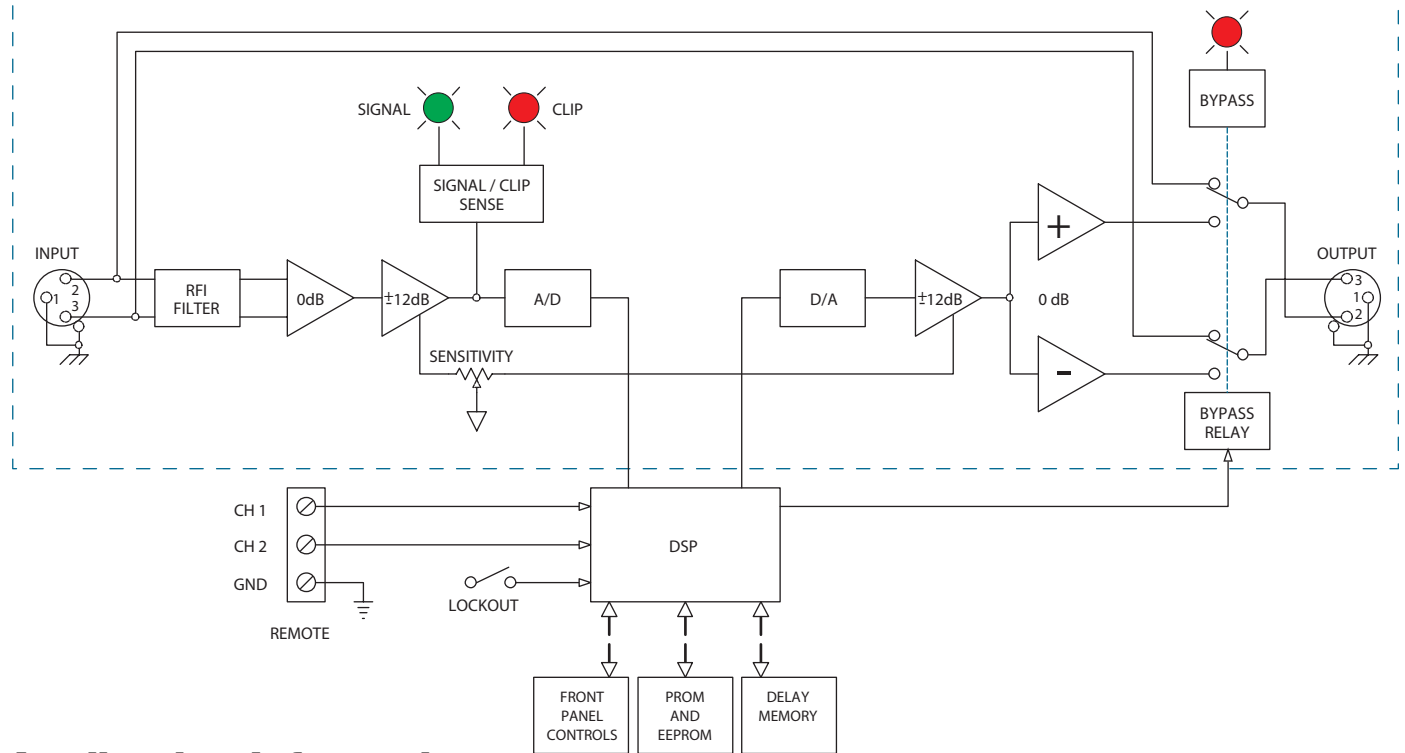 BYPASS
SIGNAL
CLIP
SIGNAL / CLIP
SENSE
INPUT
2
1
3
RFI
FILTER
0dB
±12dB
A/D
D/A
±12dB
+
0 dB
-
OUTPUT
3
1
2
SENSITIVITY
BYPASS
RELAY
CH 1
CH 2
GND
REMOTE
LOCKOUT
DSP
FRONT
PANEL
CONTROLS
PROM
AND
EEPROM
DELAY
MEMORY